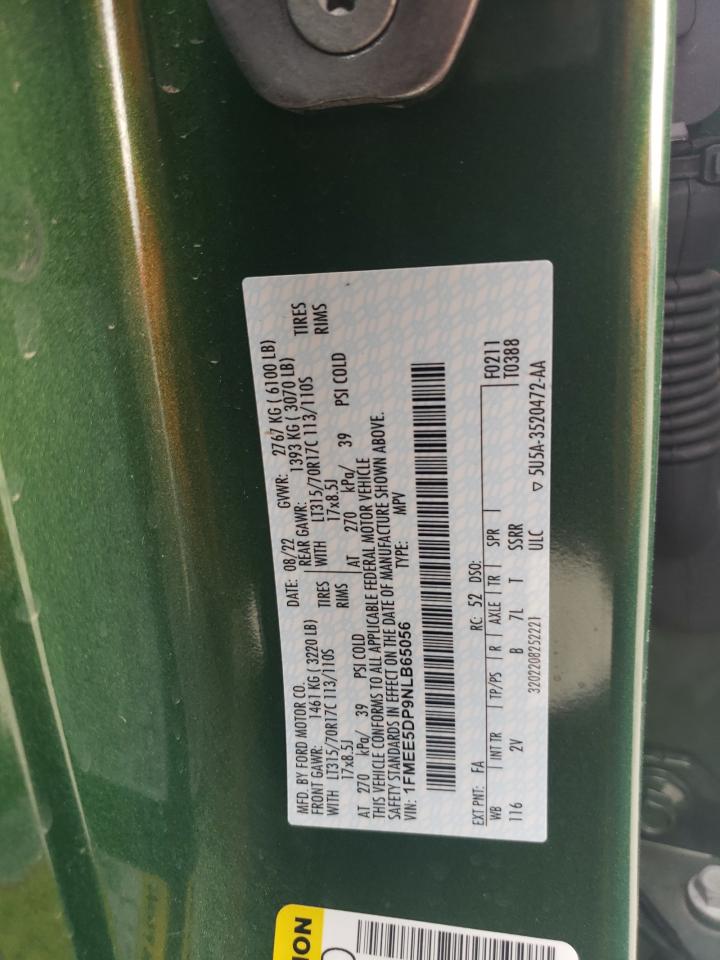 MFD. BY FORD MOTOR CO. DATE: 08/22 GVWR: 2767 KG ( 6100 LB)
FRONT GAWR: 1461 KG ( 3220 LB) REAR GAWR: 1393 KG ( 3070 LB)
WITH LT315/70R17C 113/110S TIRES WITH LT315/70R17C 113/110S TIRES
17x8.5J RIMS 17x8.5J RIMS
AT 270 kPa/ 39 PSI COLD AT 270 kPa/ 39 PSI COLD
THIS VEHICLE CONFORMS TO ALL APPLICABLE FEDERAL MOTOR VEHICLE
SAFETY STANDARDS IN EFFECT ON THE DATE OF MANUFACTURE SHOWN ABOVE.
VIN: 1FMEE5DP9NLB65056 TYPE: MPV
EXT PNT: FA RC: 52 DSO: F0211
WB INT TR TP/PS R AXLE TR SPR T0388
116 2V B 7L T SSRR
3202208252221 ULC ▽ 5U5A-3520472-AA